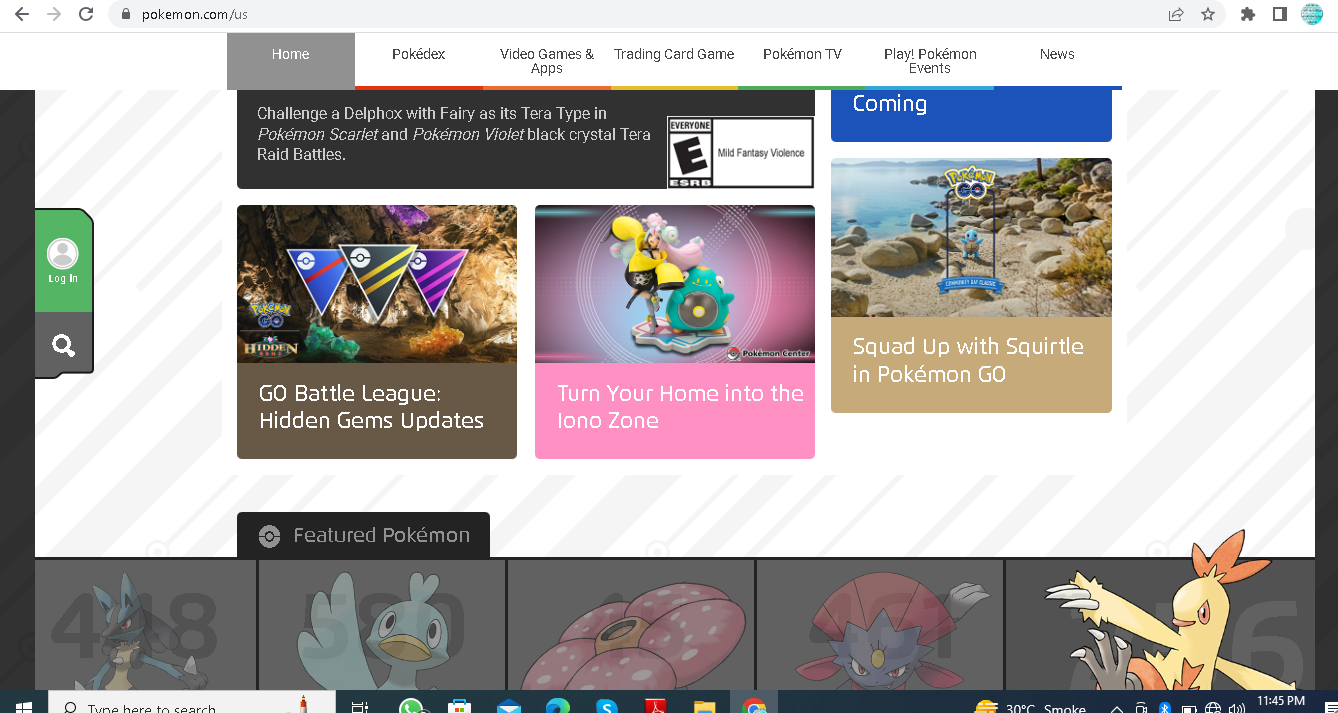 pokemon.com/us
Home
Pokédex
Video Games &
Apps
Trading Card Game
Pokémon TV
Play! Pokémon
Events
News
Challenge a Delphox with Fairy as its Tera Type in
Pokémon Scarlet and Pokémon Violet black crystal Tera
Raid Battles.
EVERYONE
E
ESRB
Mild Fantasy Violence
Coming
Log In
Pokémon
GO
HIDDEN
GEMS
GO Battle League:
Hidden Gems Updates
Pokémon Center
Turn Your Home into the
Iono Zone
Pokémon
GO
COMMUNITY DAY CLASSIC
Squad Up with Squirtle
in Pokémon GO
Featured Pokémon
448
580
461
Type here to search
30°C Smoke
11:45 PM